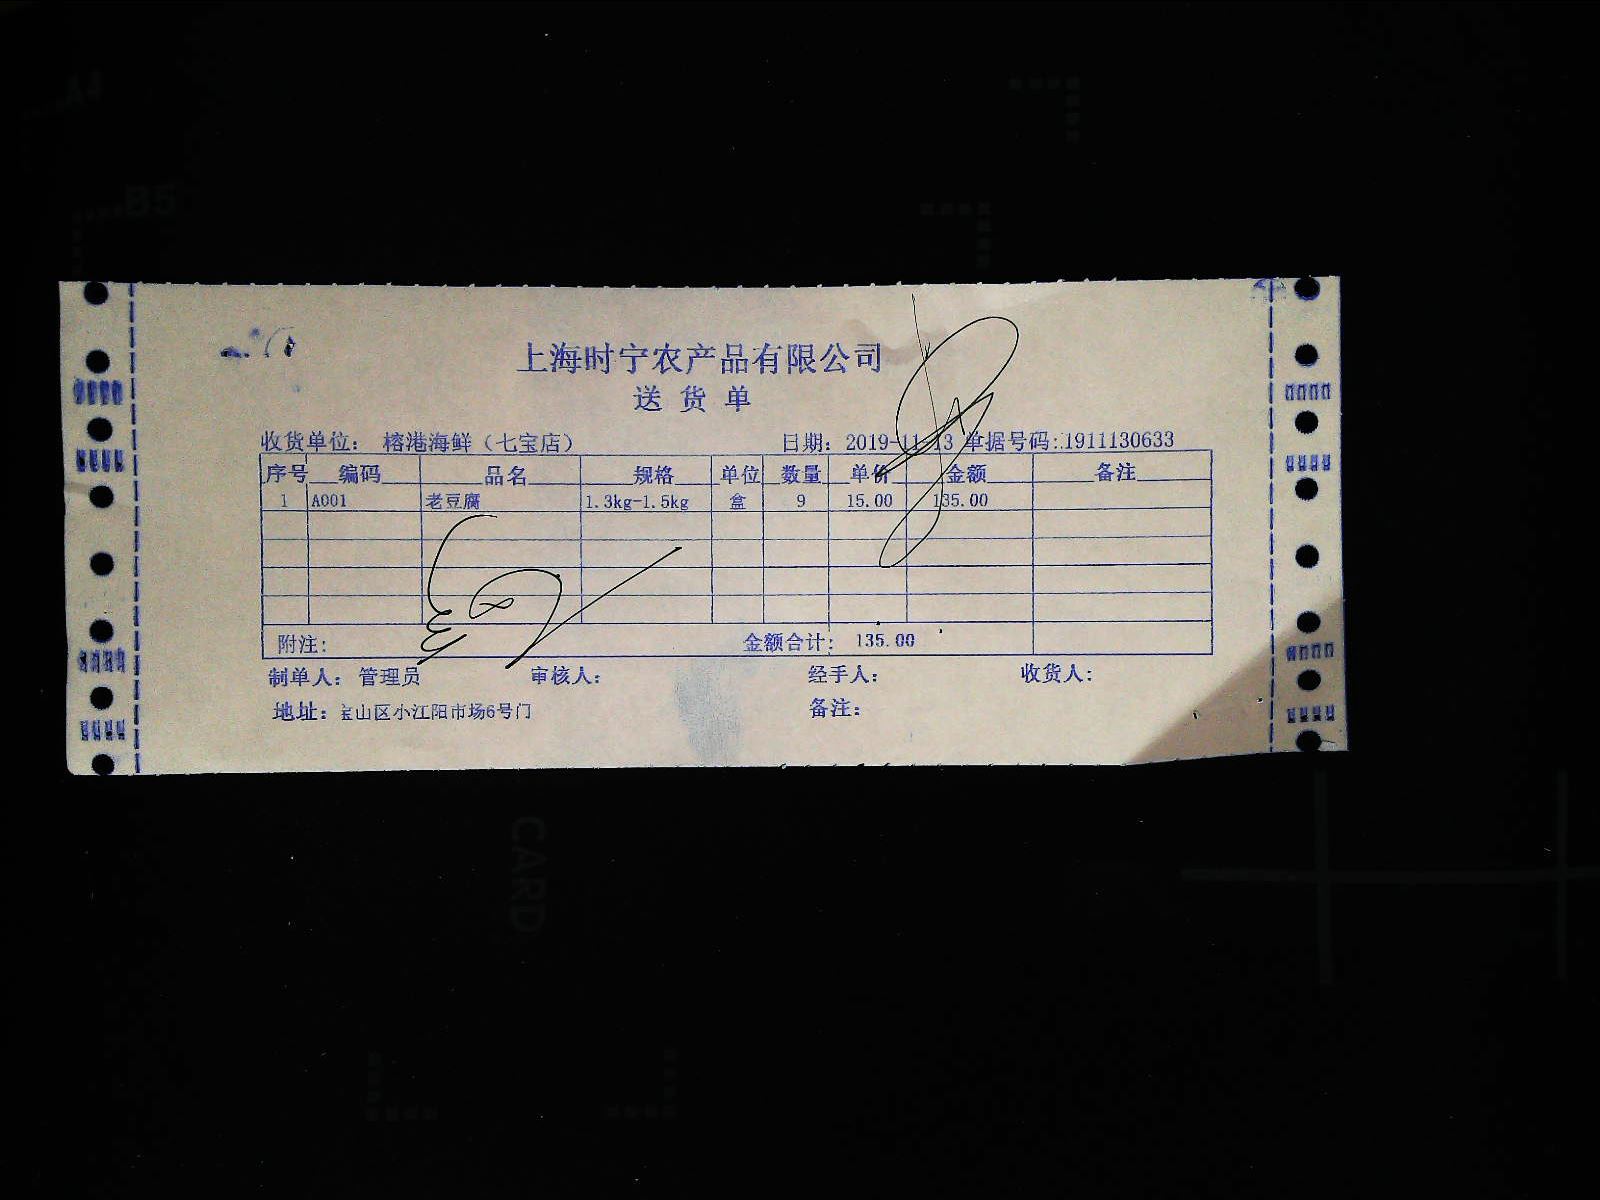 上海时宁农产品有限公司
送 货 单
收货单位: 榕港海鲜（七宝店） 日期: 2019-11-13 单据号码:1911130633
序号 编码 品名 规格 单位 数量 单价 金额 备注
1 A001 老豆腐 1.3kg-1.5kg 盒 9 15.00 135.00
附注: 金额合计: 135.00
制单人: 管理员 审核人: 经手人: 收货人:
地址: 宝山区小江阳市场6号门 备注:
A4
B5
CARD